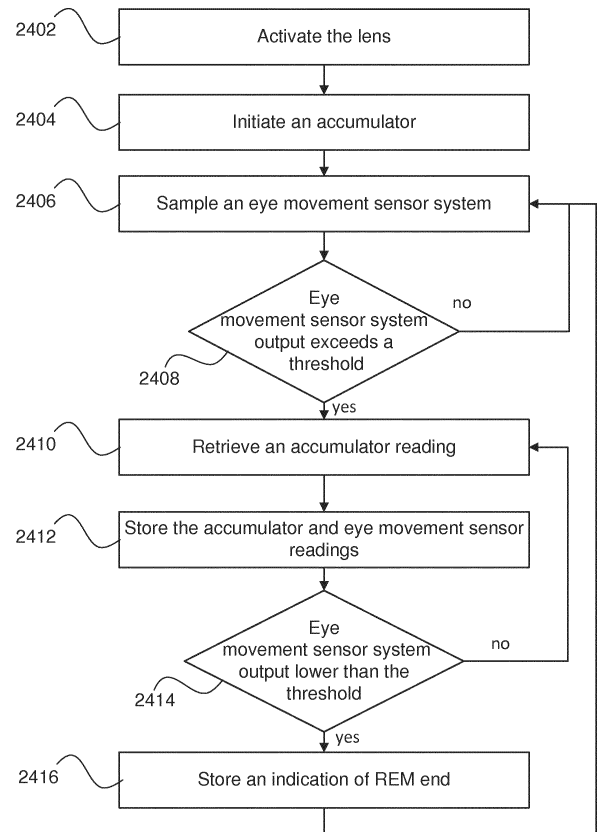 2402
Activate the lens
2404
Initiate an accumulator
2406
Sample an eye movement sensor system
Eye
movement sensor system
output exceeds a
threshold
no
2408
yes
2410
Retrieve an accumulator reading
2412
Store the accumulator and eye movement sensor
readings
Eye
movement sensor system
output lower than the
threshold
no
2414
yes
2416
Store an indication of REM end